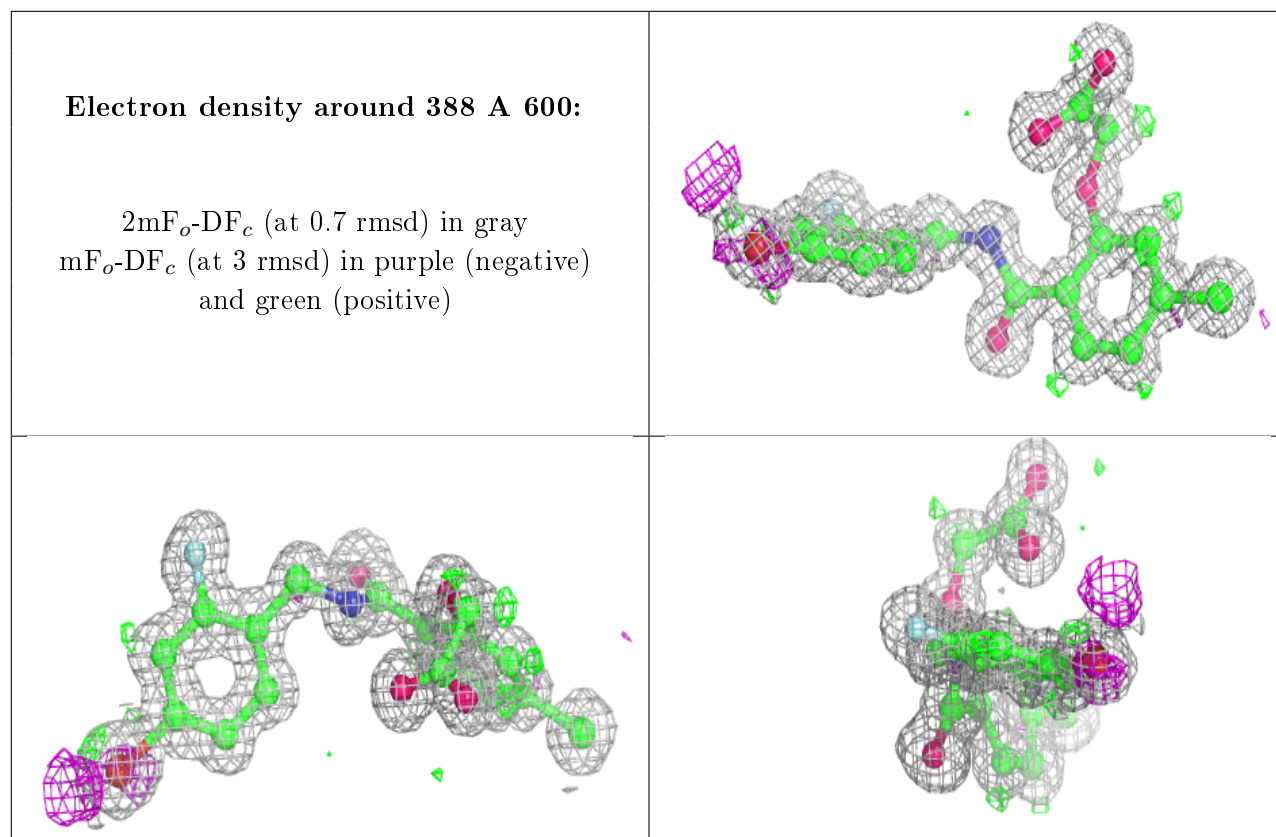 Electron density around 388 A 600:
2mFo-DFc (at 0.7 rmsd) in gray
mFo-DFc (at 3 rmsd) in purple (negative)
and green (positive)